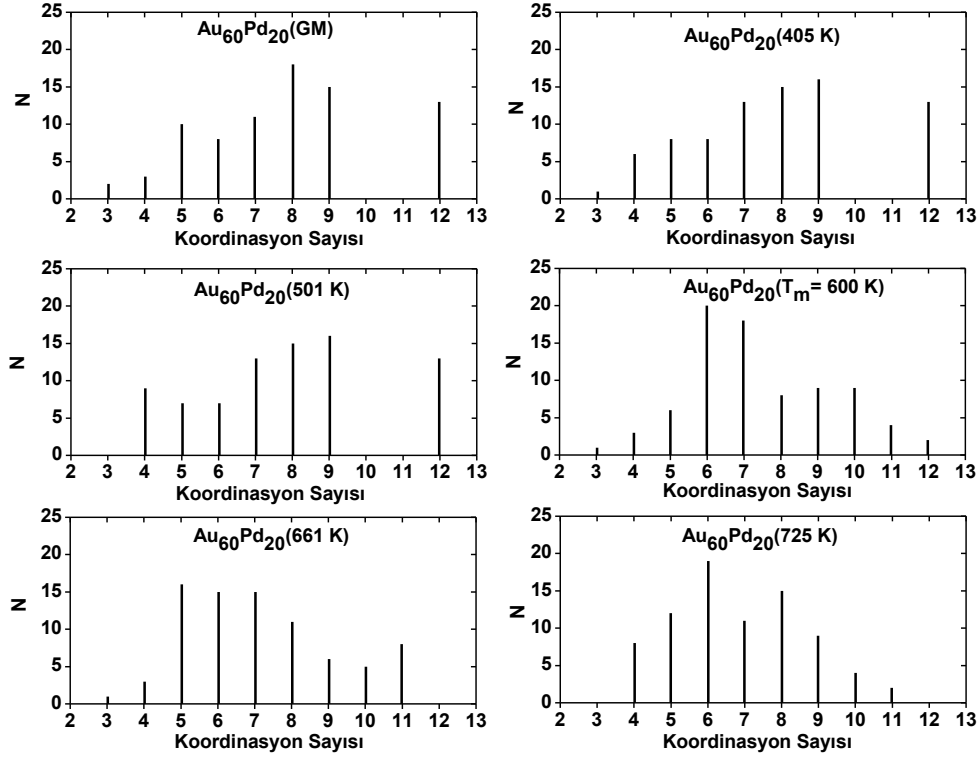 Au60Pd20(GM)
25
20
15
10
5
0
N
2 3 4 5 6 7 8 9 10 11 12 13
Koordinasyon Sayısı
Au60Pd20(405 K)
25
20
15
10
5
0
N
2 3 4 5 6 7 8 9 10 11 12 13
Koordinasyon Sayısı
Au60Pd20(501 K)
25
20
15
10
5
0
N
2 3 4 5 6 7 8 9 10 11 12 13
Koordinasyon Sayısı
Au60Pd20(Tm= 600 K)
25
20
15
10
5
0
N
2 3 4 5 6 7 8 9 10 11 12 13
Koordinasyon Sayısı
Au60Pd20(661 K)
25
20
15
10
5
0
N
2 3 4 5 6 7 8 9 10 11 12 13
Koordinasyon Sayısı
Au60Pd20(725 K)
25
20
15
10
5
0
N
2 3 4 5 6 7 8 9 10 11 12 13
Koordinasyon Sayısı